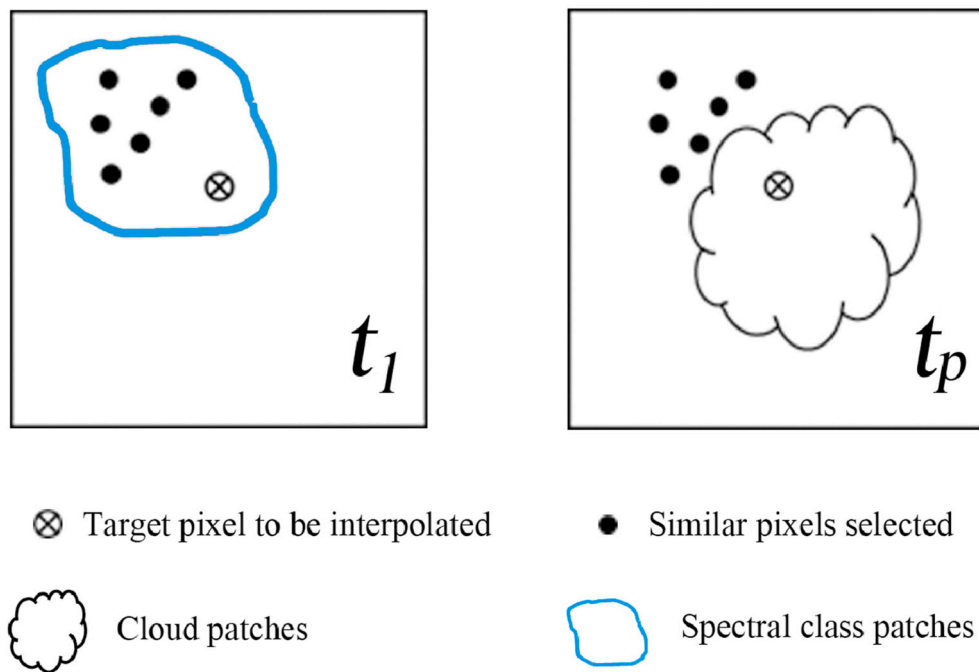 t1
tp
Target pixel to be interpolated
Similar pixels selected
Cloud patches
Spectral class patches